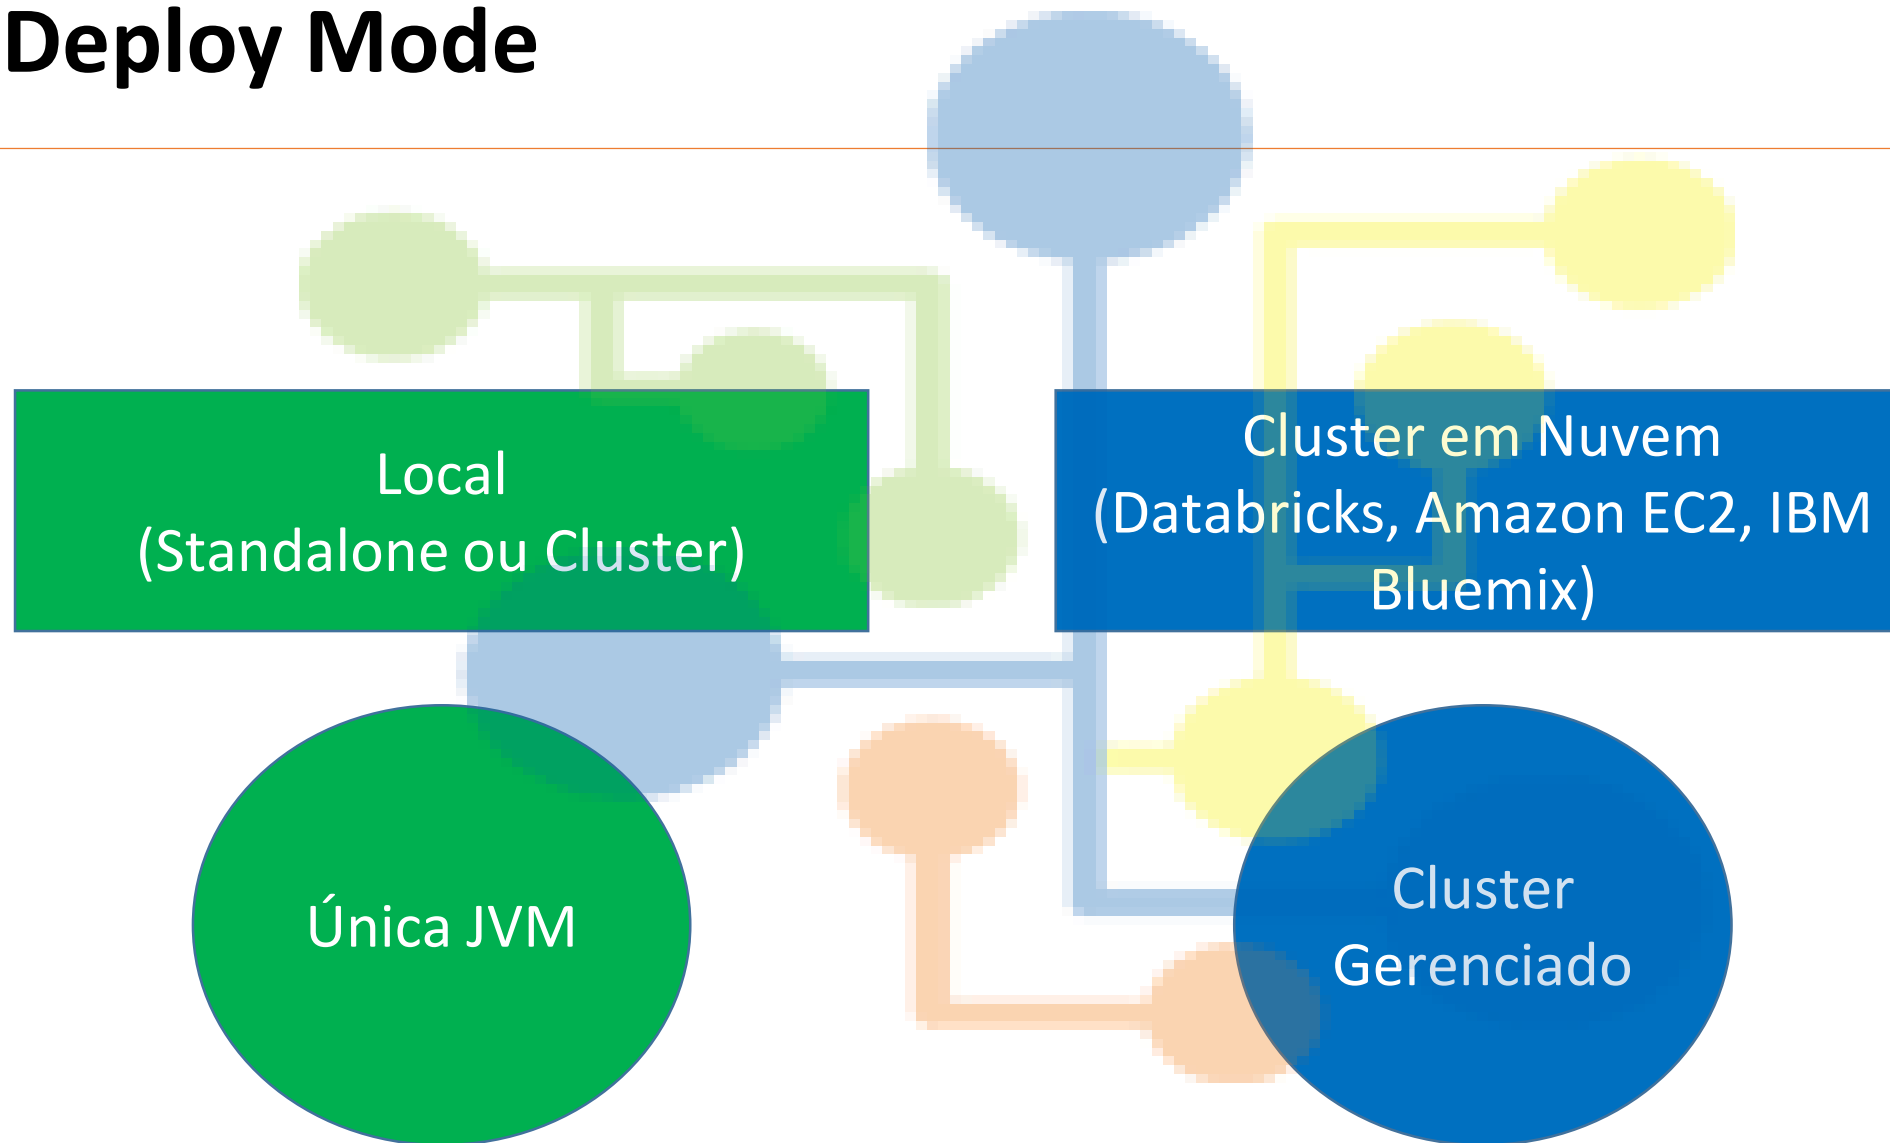 Deploy Mode
Local
(Standalone ou Cluster)
Cluster em Nuvem
(Databricks, Amazon EC2, IBM
Bluemix)
Única JVM
Cluster
Gerenciado